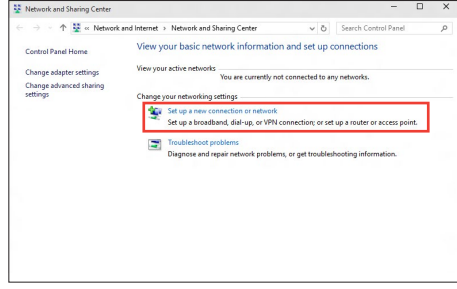 Network and Sharing Center
« Network and Internet › Network and Sharing Center
Search Control Panel
Control Panel Home
Change adapter settings
Change advanced sharing
settings
View your basic network information and set up connections
View your active networks
You are currently not connected to any networks.
Change your networking settings
Set up a new connection or network
Set up a broadband, dial-up, or VPN connection; or set up a router or access point.
Troubleshoot problems
Diagnose and repair network problems, or get troubleshooting information.